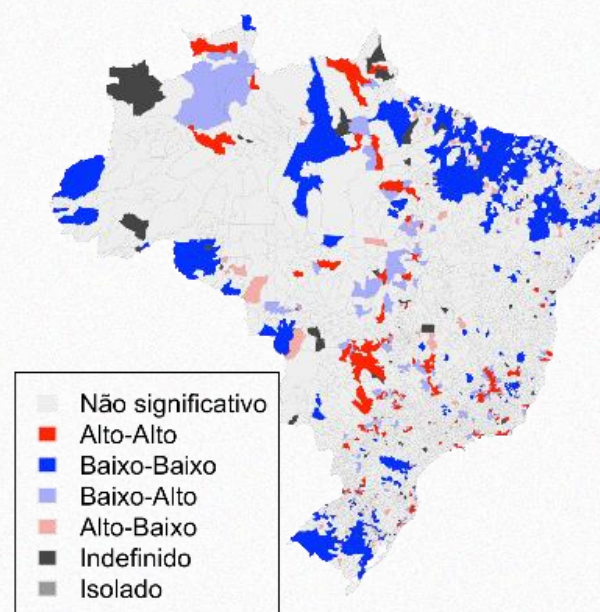 Não significativo
Alto-Alto
Baixo-Baixo
Baixo-Alto
Alto-Baixo
Indefinido
Isolado